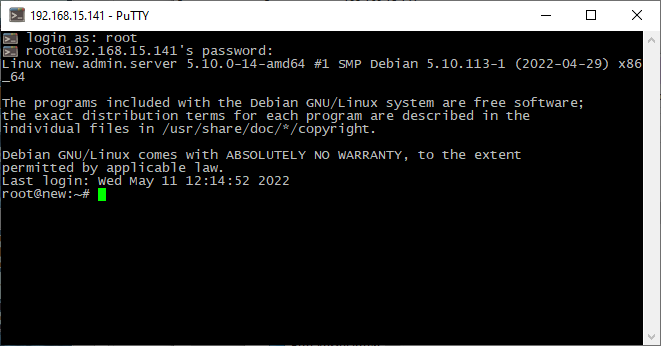 192.168.15.141 - PuTTY
login as: root
root@192.168.15.141's password:
Linux new.admin.server 5.10.0-14-amd64 #1 SMP Debian 5.10.113-1 (2022-04-29) x86
_64
The programs included with the Debian GNU/Linux system are free software;
the exact distribution terms for each program are described in the
individual files in /usr/share/doc/*/copyright.
Debian GNU/Linux comes with ABSOLUTELY NO WARRANTY, to the extent
permitted by applicable law.
Last login: Wed May 11 12:14:52 2022
root@new:~#